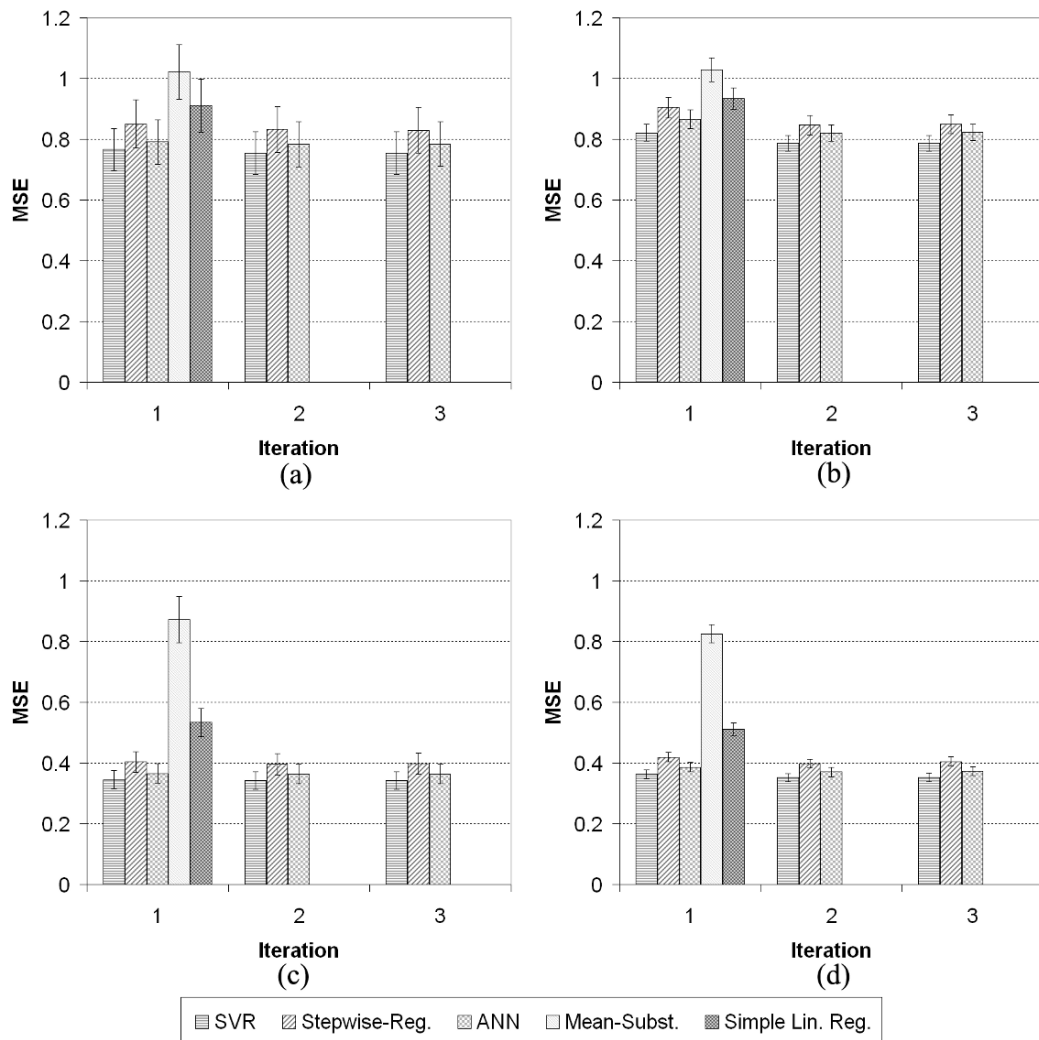 1.2
1
0.8
0.6
0.4
0.2
0
MSE
1 2 3
Iteration
(a)
1.2
1
0.8
0.6
0.4
0.2
0
MSE
1 2 3
Iteration
(b)
1.2
1
0.8
0.6
0.4
0.2
0
MSE
1 2 3
Iteration
(c)
1.2
1
0.8
0.6
0.4
0.2
0
MSE
1 2 3
Iteration
(d)
SVR Stepwise-Reg. ANN Mean-Subst. Simple Lin. Reg.